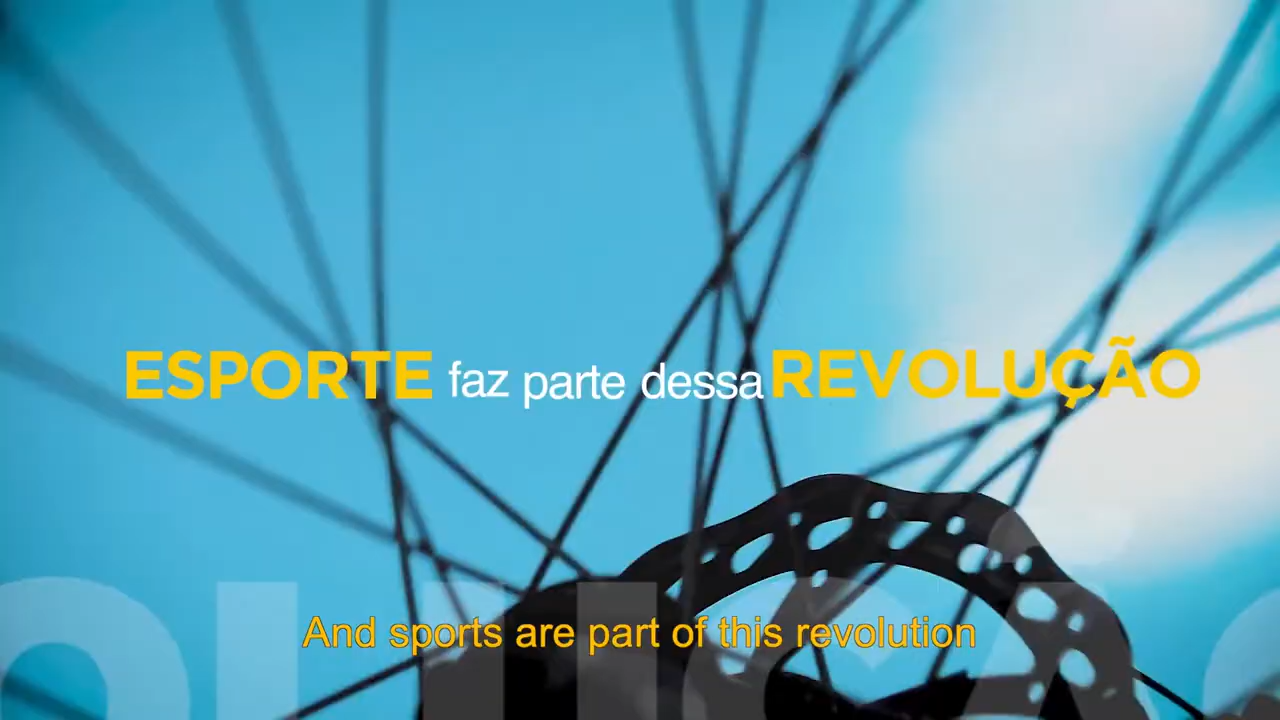 ESPORTE faz parte dessa REVOLUÇÃO
And sports are part of this revolution